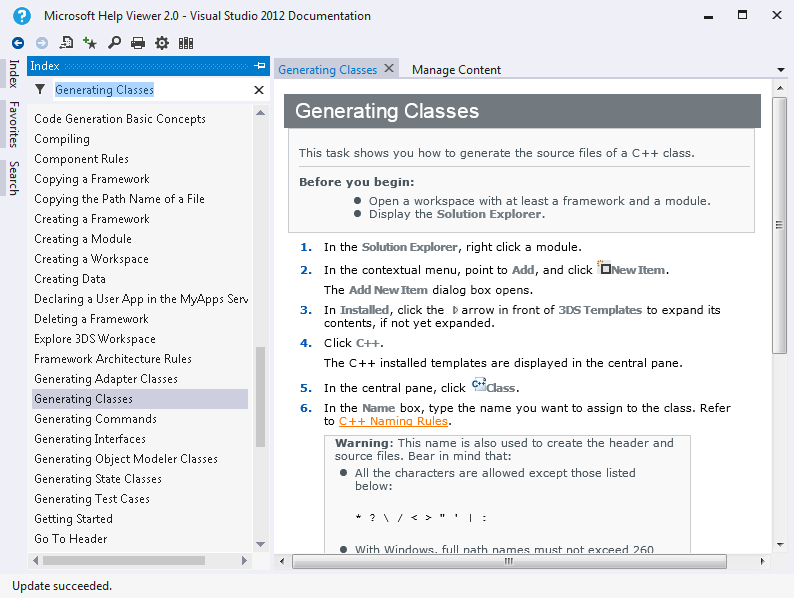 Microsoft Help Viewer 2.0 - Visual Studio 2012 Documentation
Index
Favorites
Search
Index
Generating Classes
Code Generation Basic Concepts
Compiling
Component Rules
Copying a Framework
Copying the Path Name of a File
Creating a Framework
Creating a Module
Creating a Workspace
Creating Data
Declaring a User App in the MyApps Serv
Deleting a Framework
Explore 3DS Workspace
Framework Architecture Rules
Generating Adapter Classes
Generating Classes
Generating Commands
Generating Interfaces
Generating Object Modeler Classes
Generating State Classes
Generating Test Cases
Getting Started
Go To Header
Generating Classes
Manage Content
Generating Classes
This task shows you how to generate the source files of a C++ class.
Before you begin:
● Open a workspace with at least a framework and a module.
● Display the Solution Explorer.
1. In the Solution Explorer, right click a module.
2. In the contextual menu, point to Add, and click New Item.
The Add New Item dialog box opens.
3. In Installed, click the arrow in front of 3DS Templates to expand its
contents, if not yet expanded.
4. Click C++.
The C++ installed templates are displayed in the central pane.
5. In the central pane, click C++ Class.
6. In the Name box, type the name you want to assign to the class. Refer
to C++ Naming Rules.
Warning: This name is also used to create the header and
source files. Bear in mind that:
● All the characters are allowed except those listed
below:
* ? \ / < > " ' | :
● With Windows, full path names must not exceed 260
Update succeeded.